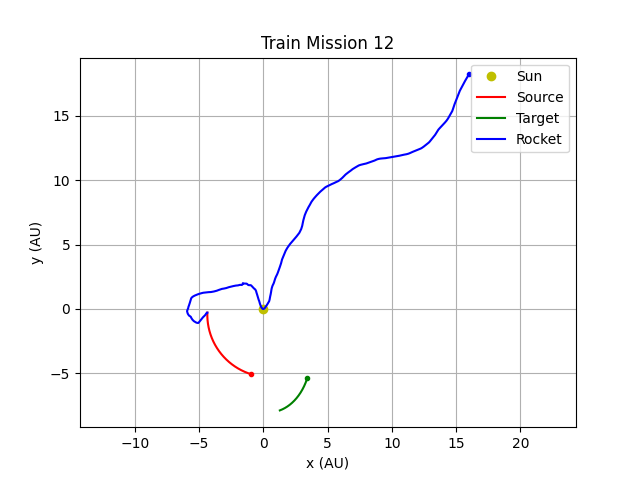 Train Mission 12
Sun
Source
Target
Rocket
15
10
5
0
−5
y (AU)
−10
−5
0
5
10
15
20
x (AU)